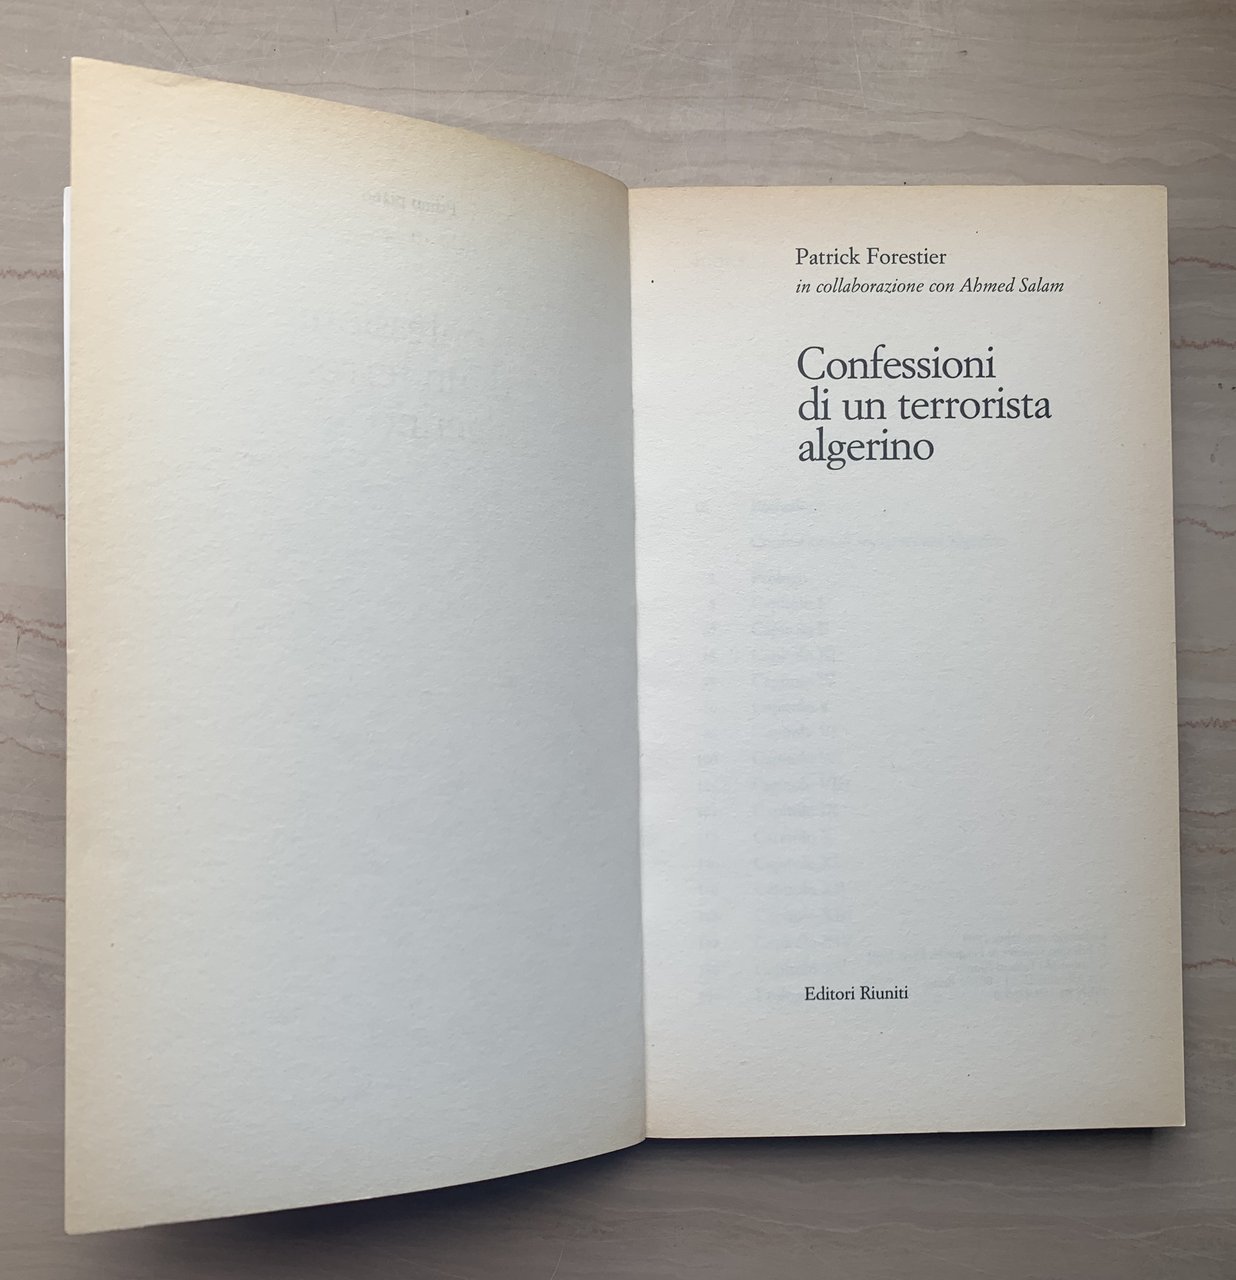 Patrick Forestier
in collaborazione con Ahmed Salam
Confessioni
di un terrorista
algerino
Editori Riuniti